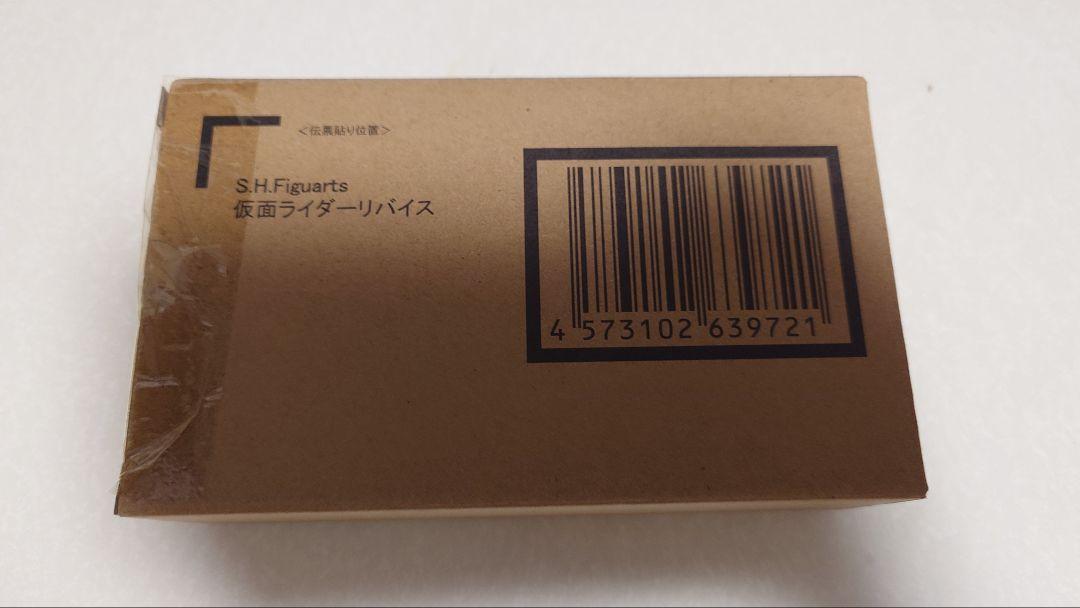 <伝票貼り位置>
S.H.Figuarts
仮面ライダーリバイス
4 573102 639721